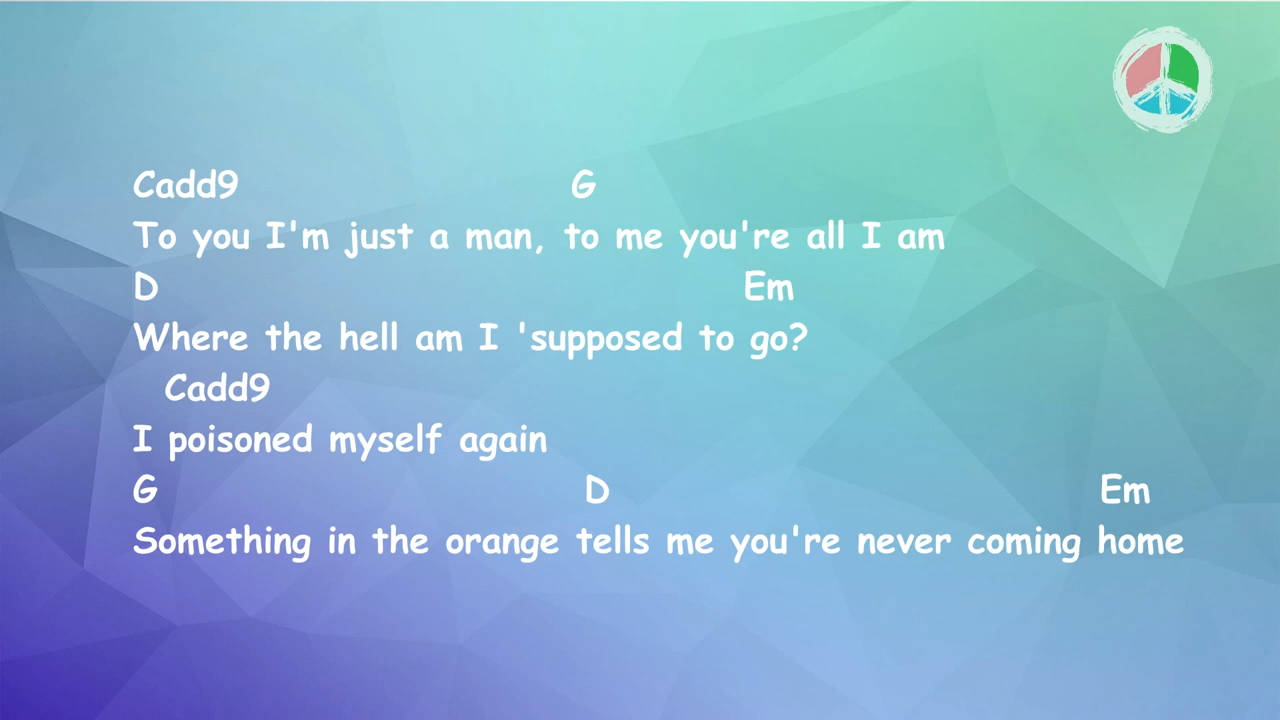 Cadd9 G
To you I'm just a man, to me you're all I am
D Em
Where the hell am I 'supposed to go?
Cadd9
I poisoned myself again
G D Em
Something in the orange tells me you're never coming home